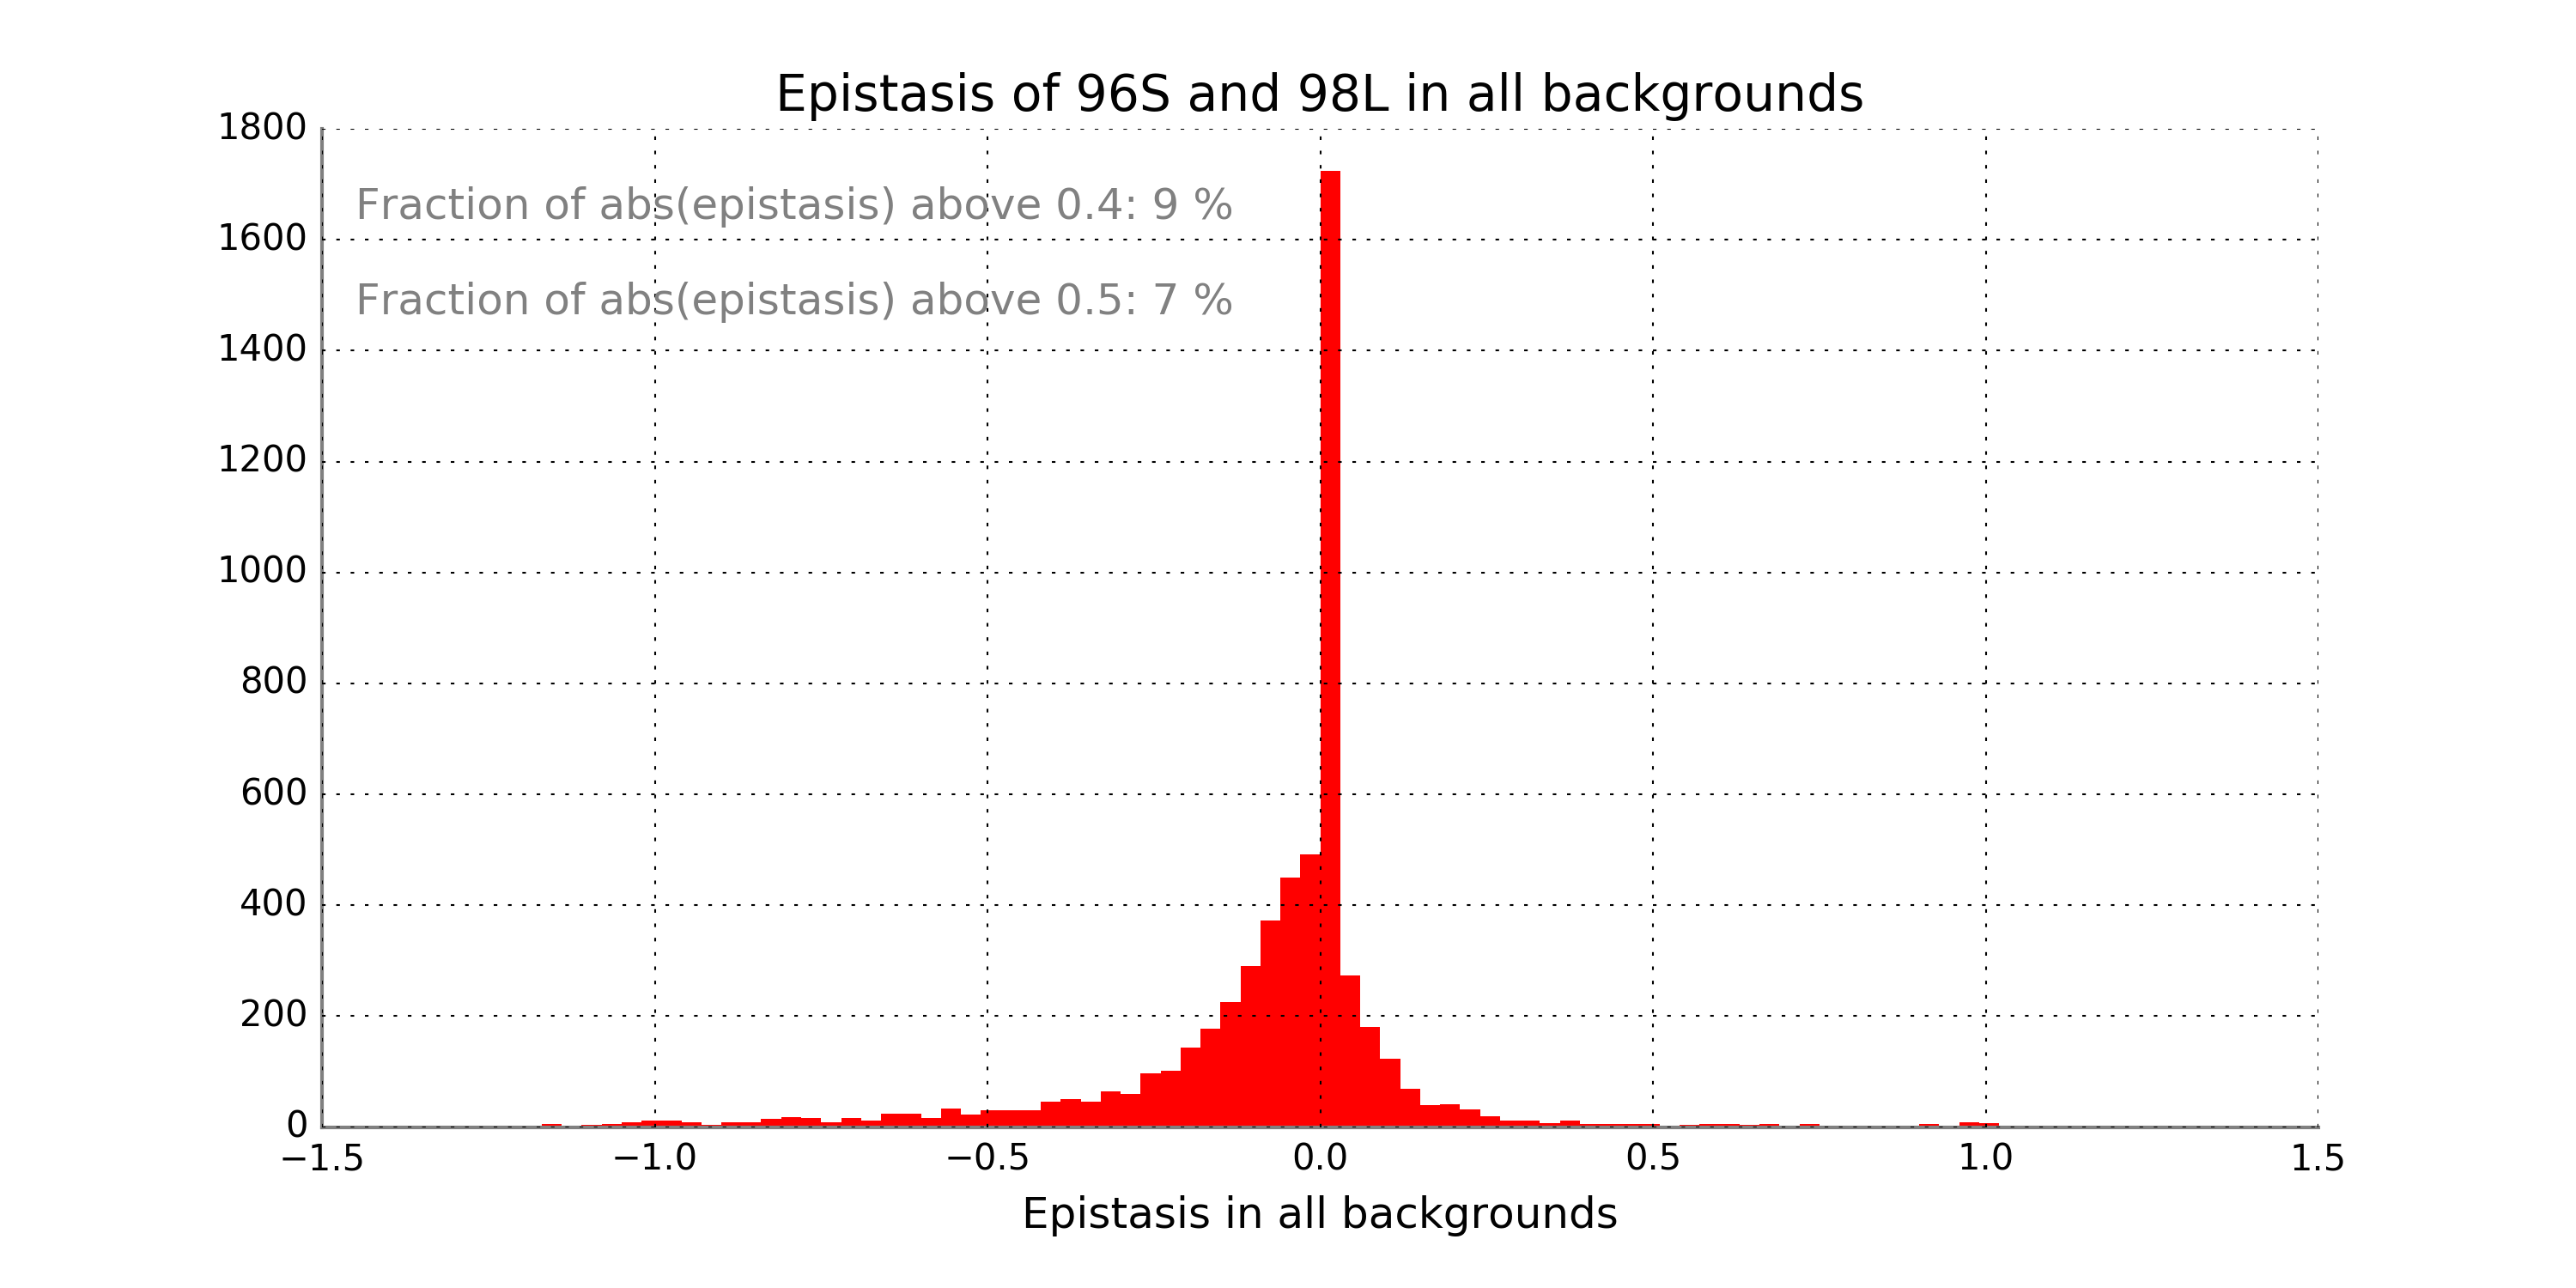 Epistasis of 96S and 98L in all backgrounds
1800
1600
1400
1200
1000
800
600
400
200
0
Fraction of abs(epistasis) above 0.4: 9 %
Fraction of abs(epistasis) above 0.5: 7 %
−1.5 −1.0 −0.5 0.0 0.5 1.0 1.5
Epistasis in all backgrounds